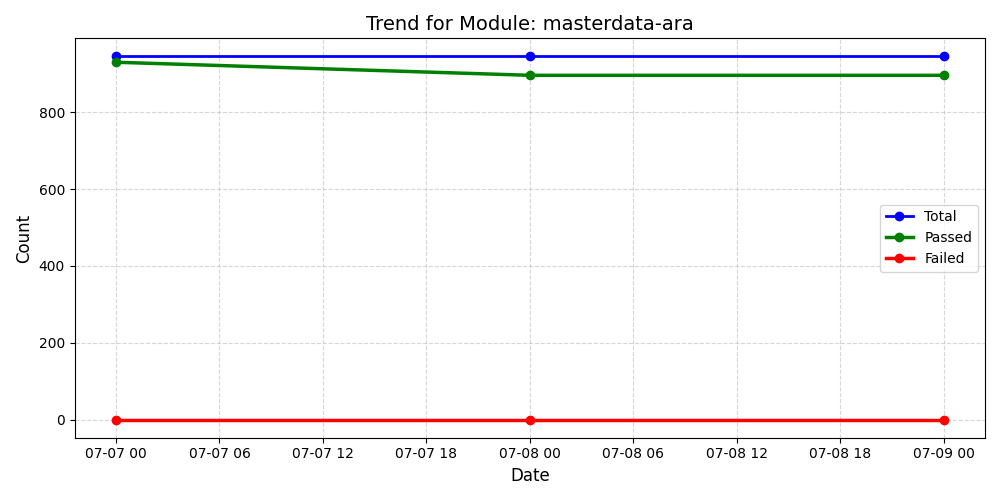 Trend for Module: masterdata-ara
Count
800
600
400
200
0
Total
Passed
Failed
07-07 00 07-07 06 07-07 12 07-07 18 07-08 00 07-08 06 07-08 12 07-08 18 07-09 00
Date